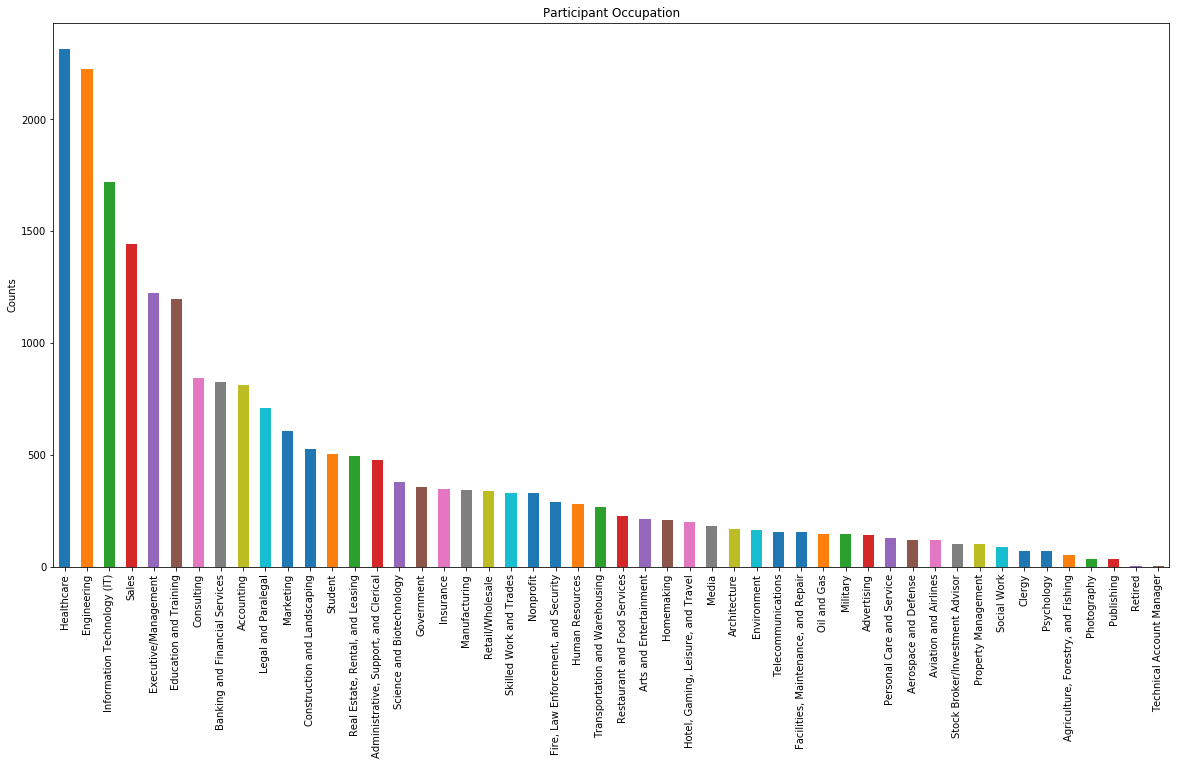 Participant Occupation
Counts
2000
1500
1000
500
0
Healthcare
Engineering
Information Technology (IT)
Sales
Executive/Management
Education and Training
Consulting
Banking and Financial Services
Accounting
Legal and Paralegal
Marketing
Construction and Landscaping
Student
Real Estate, Rental, and Leasing
Administrative, Support, and Clerical
Science and Biotechnology
Government
Insurance
Manufacturing
Retail/Wholesale
Skilled Work and Trades
Nonprofit
Fire, Law Enforcement, and Security
Human Resources
Transportation and Warehousing
Restaurant and Food Services
Arts and Entertainment
Homemaking
Hotel, Gaming, Leisure, and Travel
Media
Architecture
Environment
Telecommunications
Facilities, Maintenance, and Repair
Oil and Gas
Military
Advertising
Personal Care and Service
Aerospace and Defense
Aviation and Airlines
Stock Broker/Investment Advisor
Property Management
Social Work
Clergy
Psychology
Agriculture, Forestry, and Fishing
Photography
Publishing
Retired
Technical Account Manager